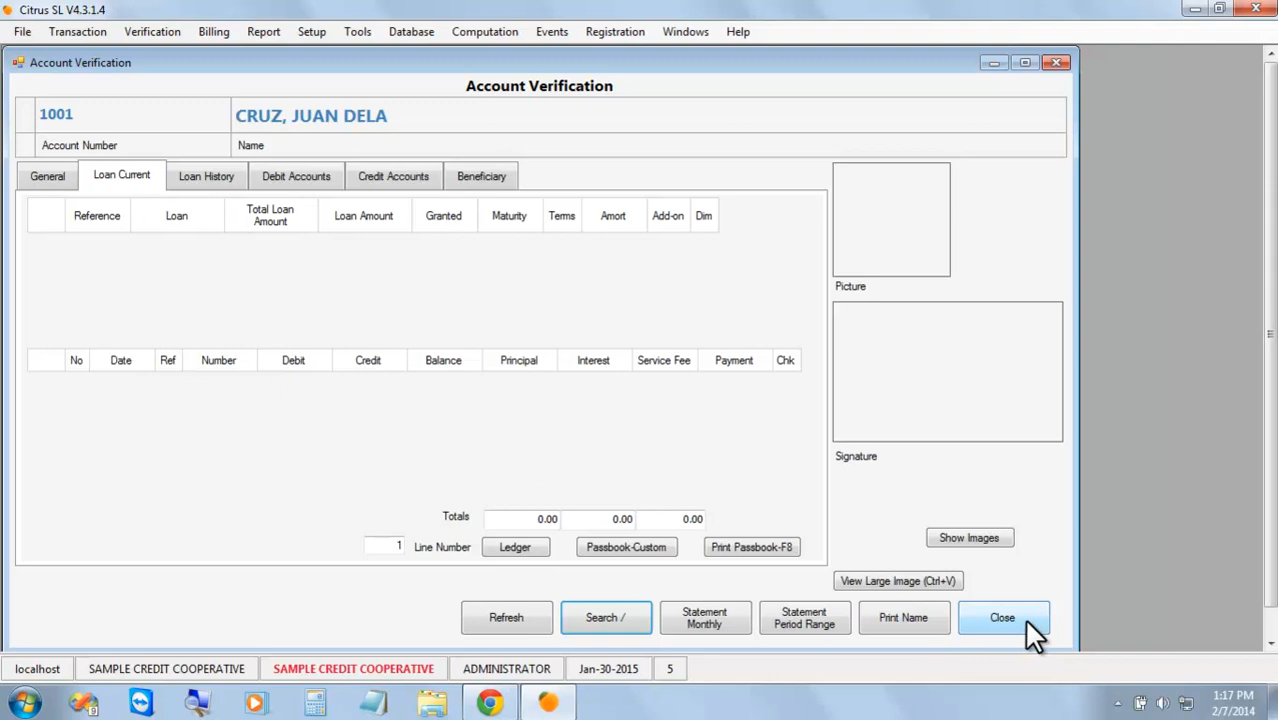 Citrus SL V4.3.1.4
File Transaction Verification Billing Report Setup Tools Database Computation Events Registration Windows Help
Account Verification
Account Verification
1001 CRUZ, JUAN DELA
Account Number Name
General Loan Current Loan History Debit Accounts Credit Accounts Beneficiary
Reference Loan Total Loan Amount Loan Amount Granted Maturity Terms Amort Add-on Dim
Picture
No Date Ref Number Debit Credit Balance Principal Interest Service Fee Payment Chk
Signature
Totals 0.00 0.00 0.00
1 Line Number Ledger Passbook-Custom Print Passbook-F8
Show Images
View Large Image (Ctrl+V)
Refresh Search / Statement Monthly Statement Period Range Print Name Close
localhost SAMPLE CREDIT COOPERATIVE SAMPLE CREDIT COOPERATIVE ADMINISTRATOR Jan-30-2015 5
1:17 PM
2/7/2014